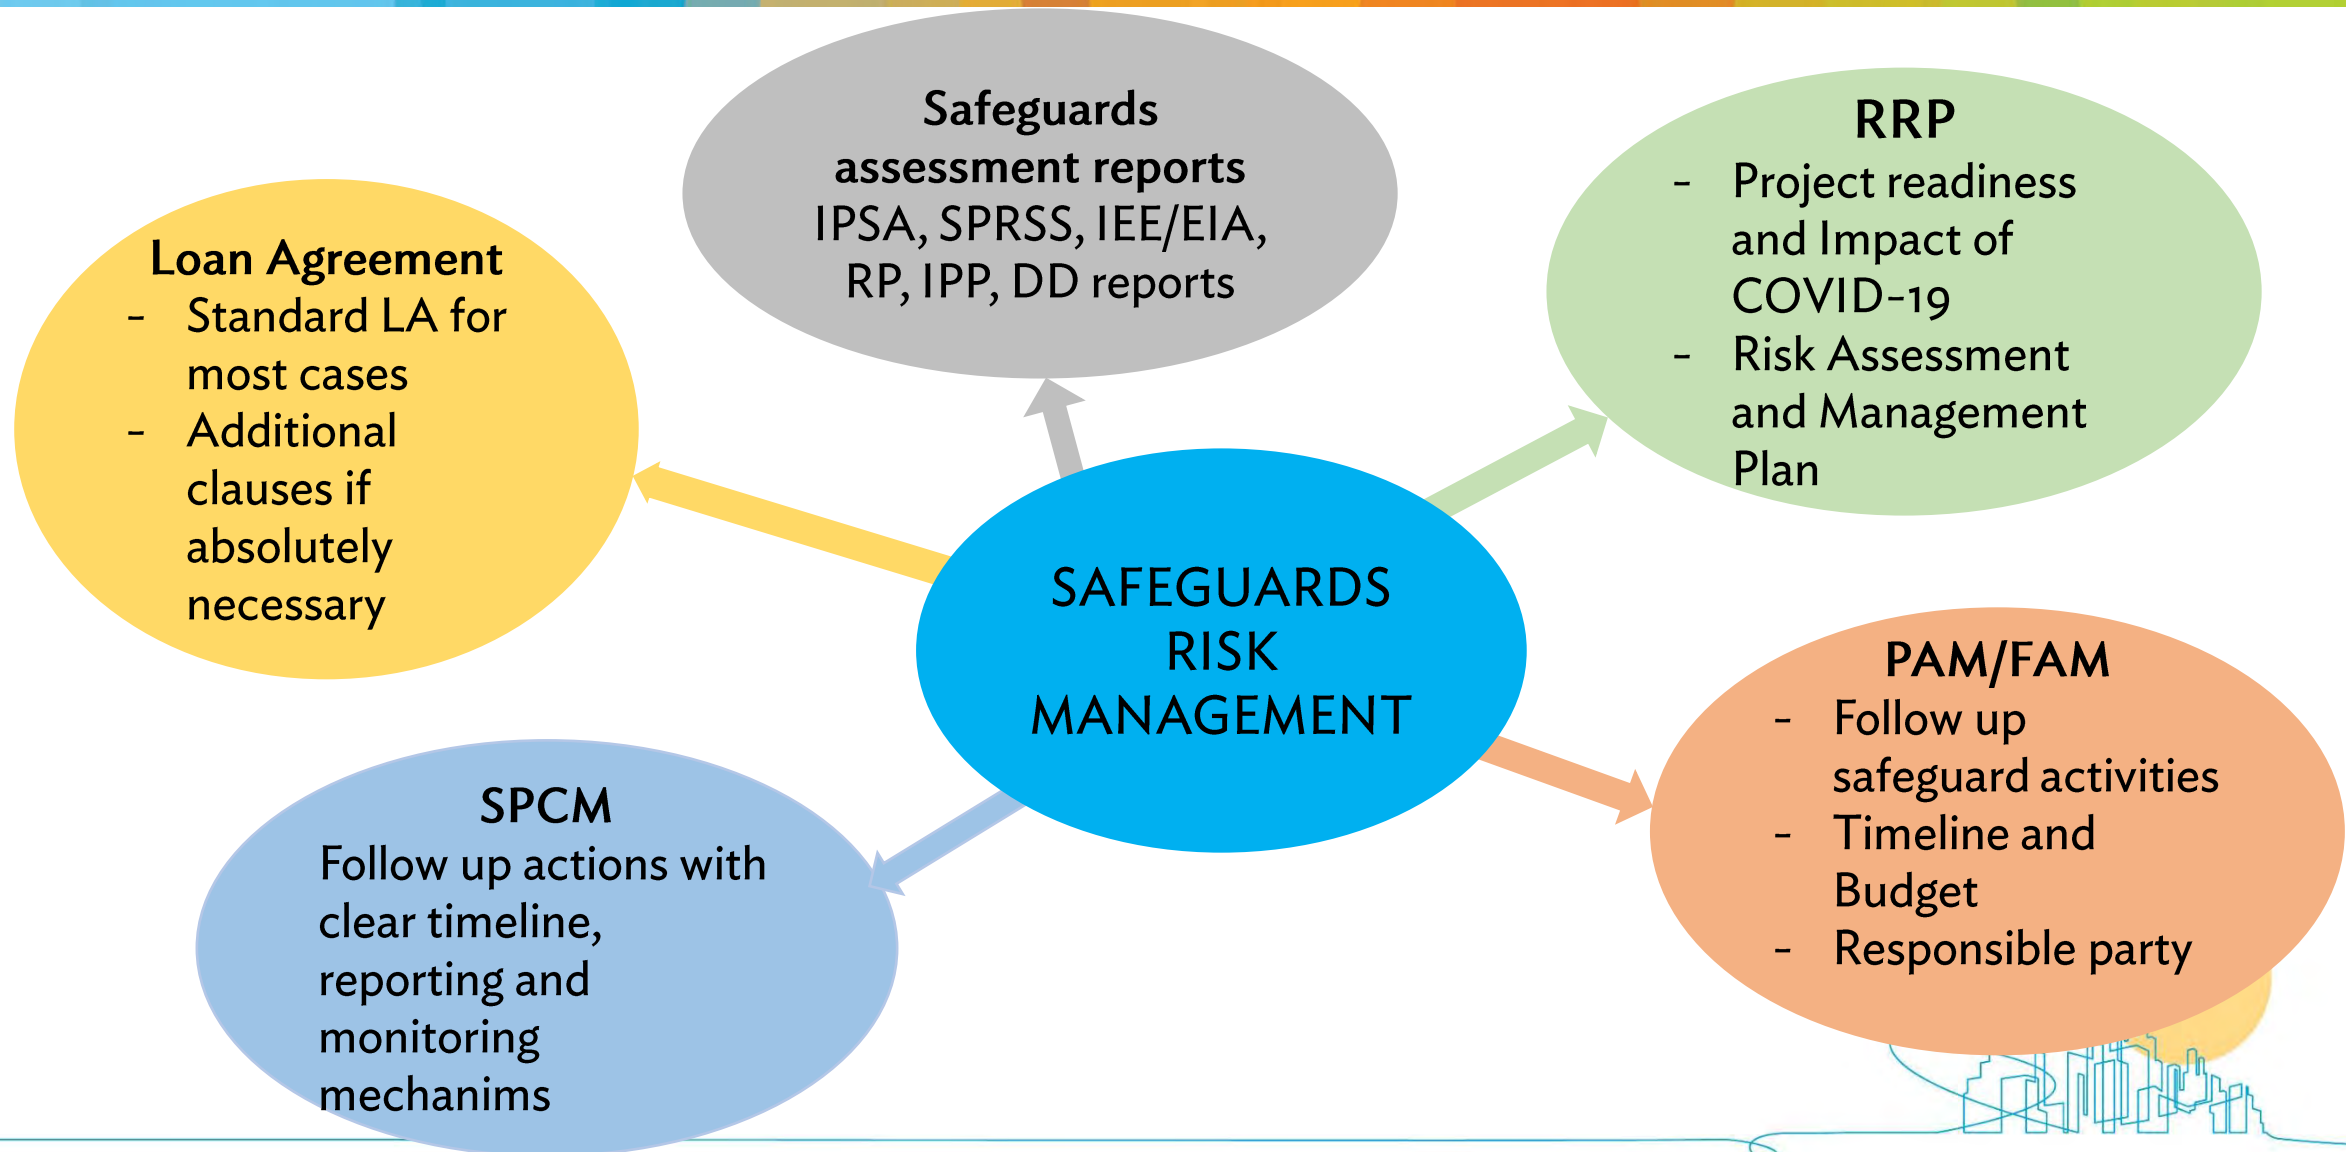 Safeguards
assessment reports
IPSA, SPRSS, IEE/EIA,
RP, IPP, DD reports
RRP
- Project readiness
and Impact of
COVID-19
- Risk Assessment
and Management
Plan
Loan Agreement
- Standard LA for
most cases
- Additional
clauses if
absolutely
necessary
SAFEGUARDS
RISK
MANAGEMENT
PAM/FAM
- Follow up
safeguard activities
- Timeline and
Budget
- Responsible party
SPCM
Follow up actions with
clear timeline,
reporting and
monitoring
mechanims